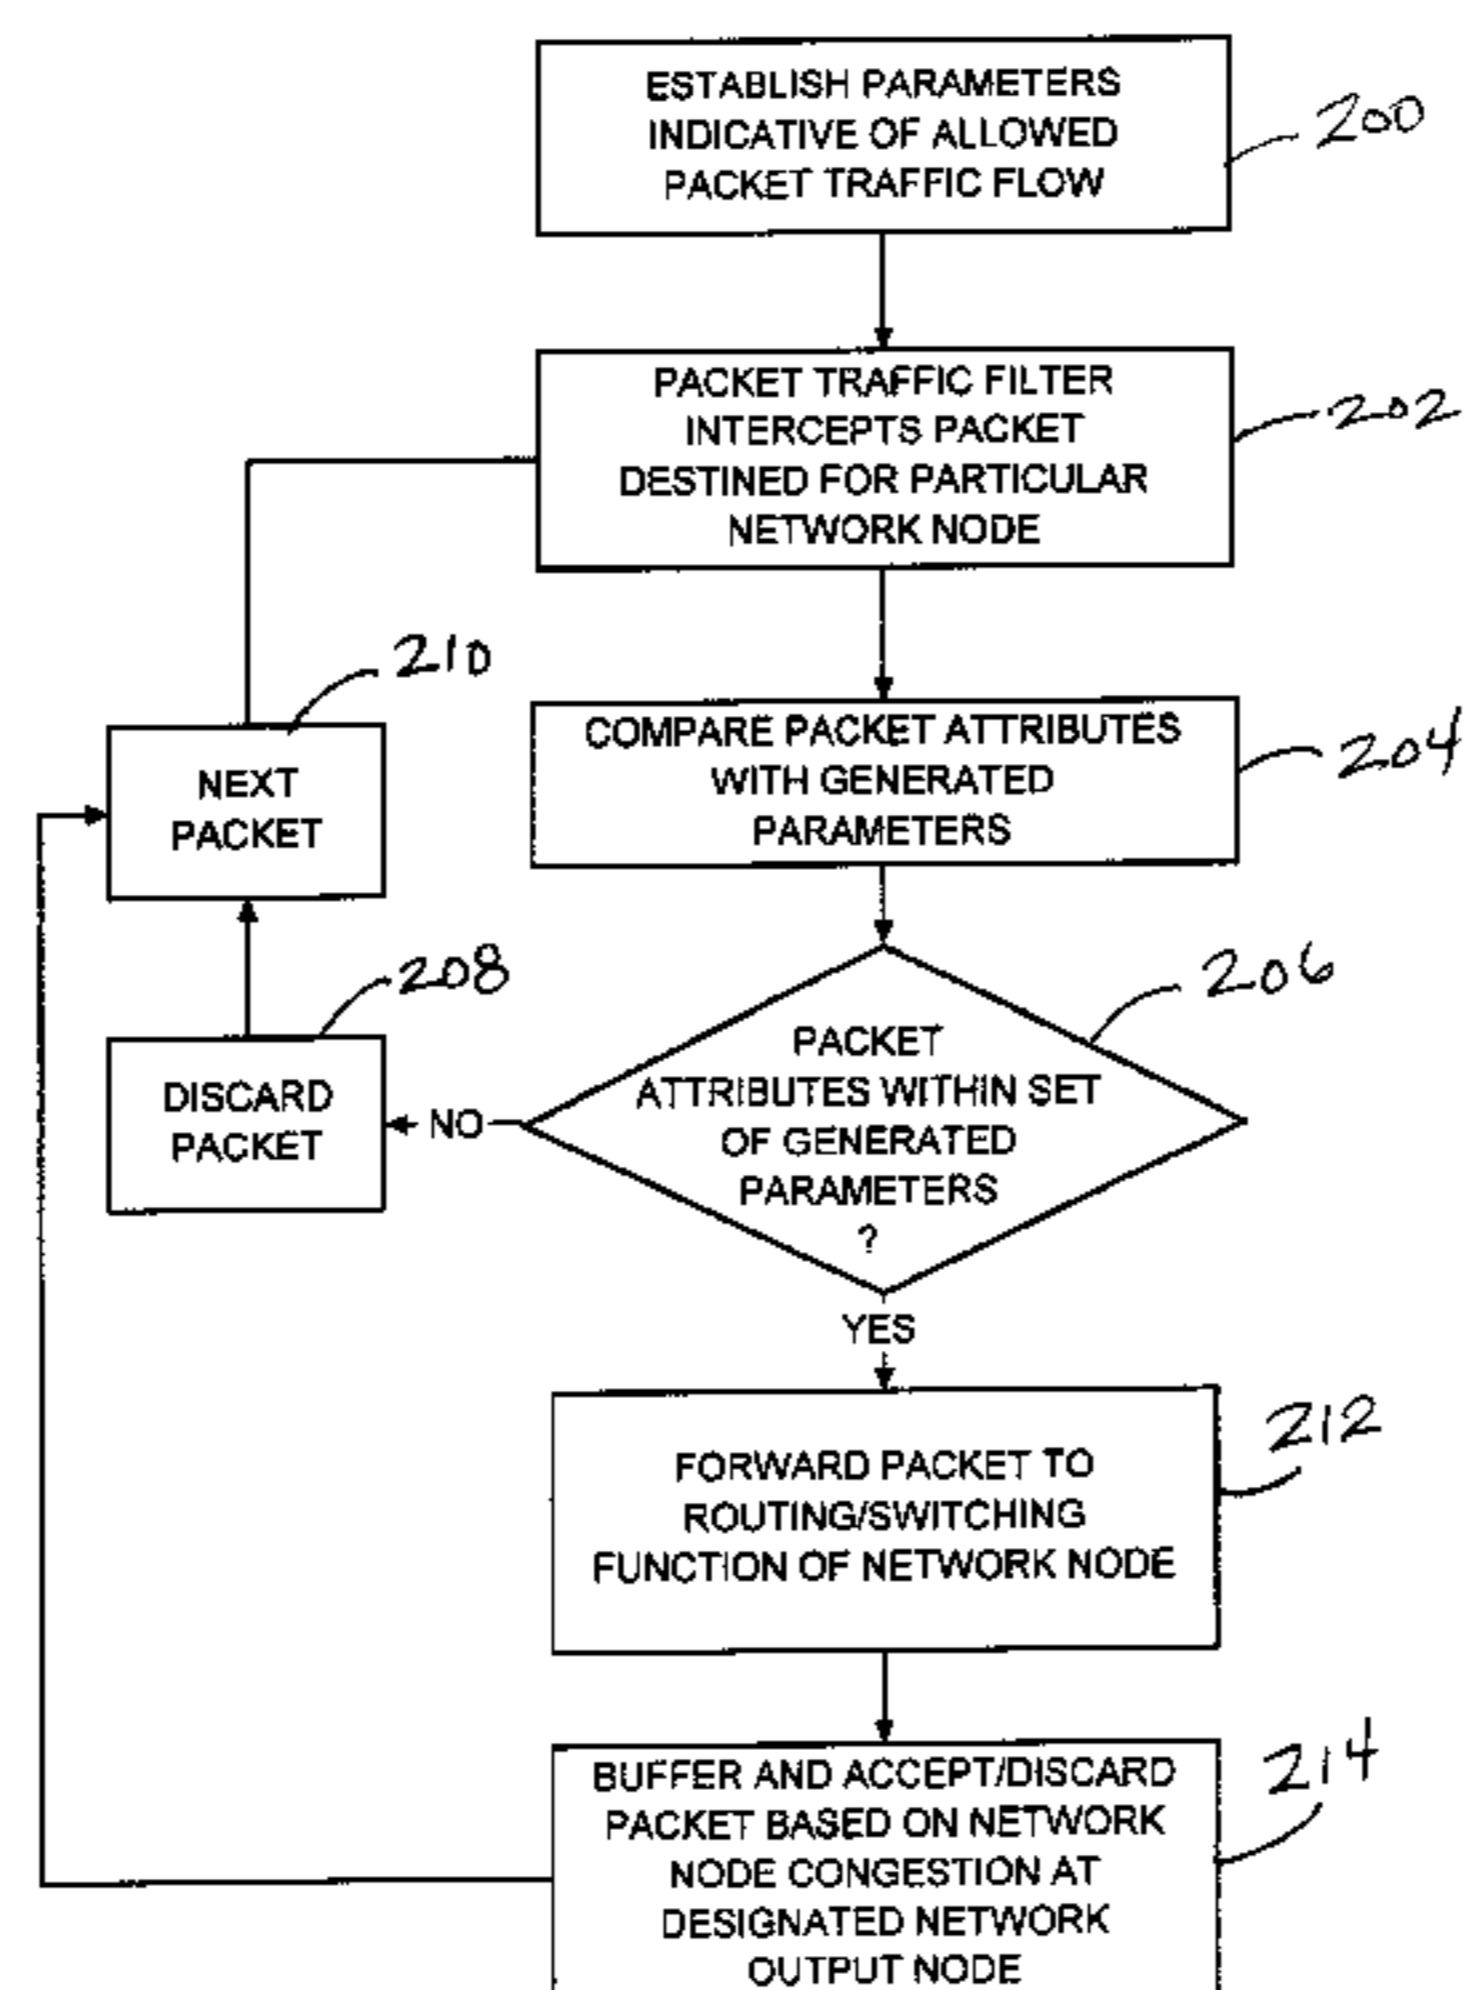 ESTABLISH PARAMETERS
INDICATIVE OF ALLOWED
PACKET TRAFFIC FLOW
200
PACKET TRAFFIC FILTER
INTERCEPTS PACKET
DESTINED FOR PARTICULAR
NETWORK NODE
202
210
NEXT
PACKET
COMPARE PACKET ATTRIBUTES
WITH GENERATED
PARAMETERS
204
208
DISCARD
PACKET
NO
PACKET
ATTRIBUTES WITHIN SET
OF GENERATED
PARAMETERS
?
206
YES
FORWARD PACKET TO
ROUTING/SWITCHING
FUNCTION OF NETWORK NODE
212
BUFFER AND ACCEPT/DISCARD
PACKET BASED ON NETWORK
NODE CONGESTION AT
DESIGNATED NETWORK
OUTPUT NODE
214